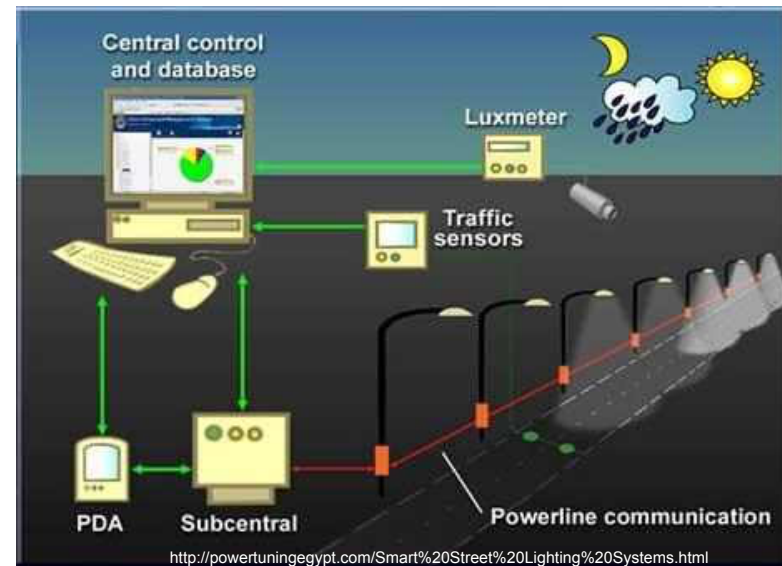 Central control
and database
Luxmeter
Traffic
sensors
PDA
Subcentral
Powerline communication
http://powertuningegypt.com/Smart%20Street%20Lighting%20Systems.html